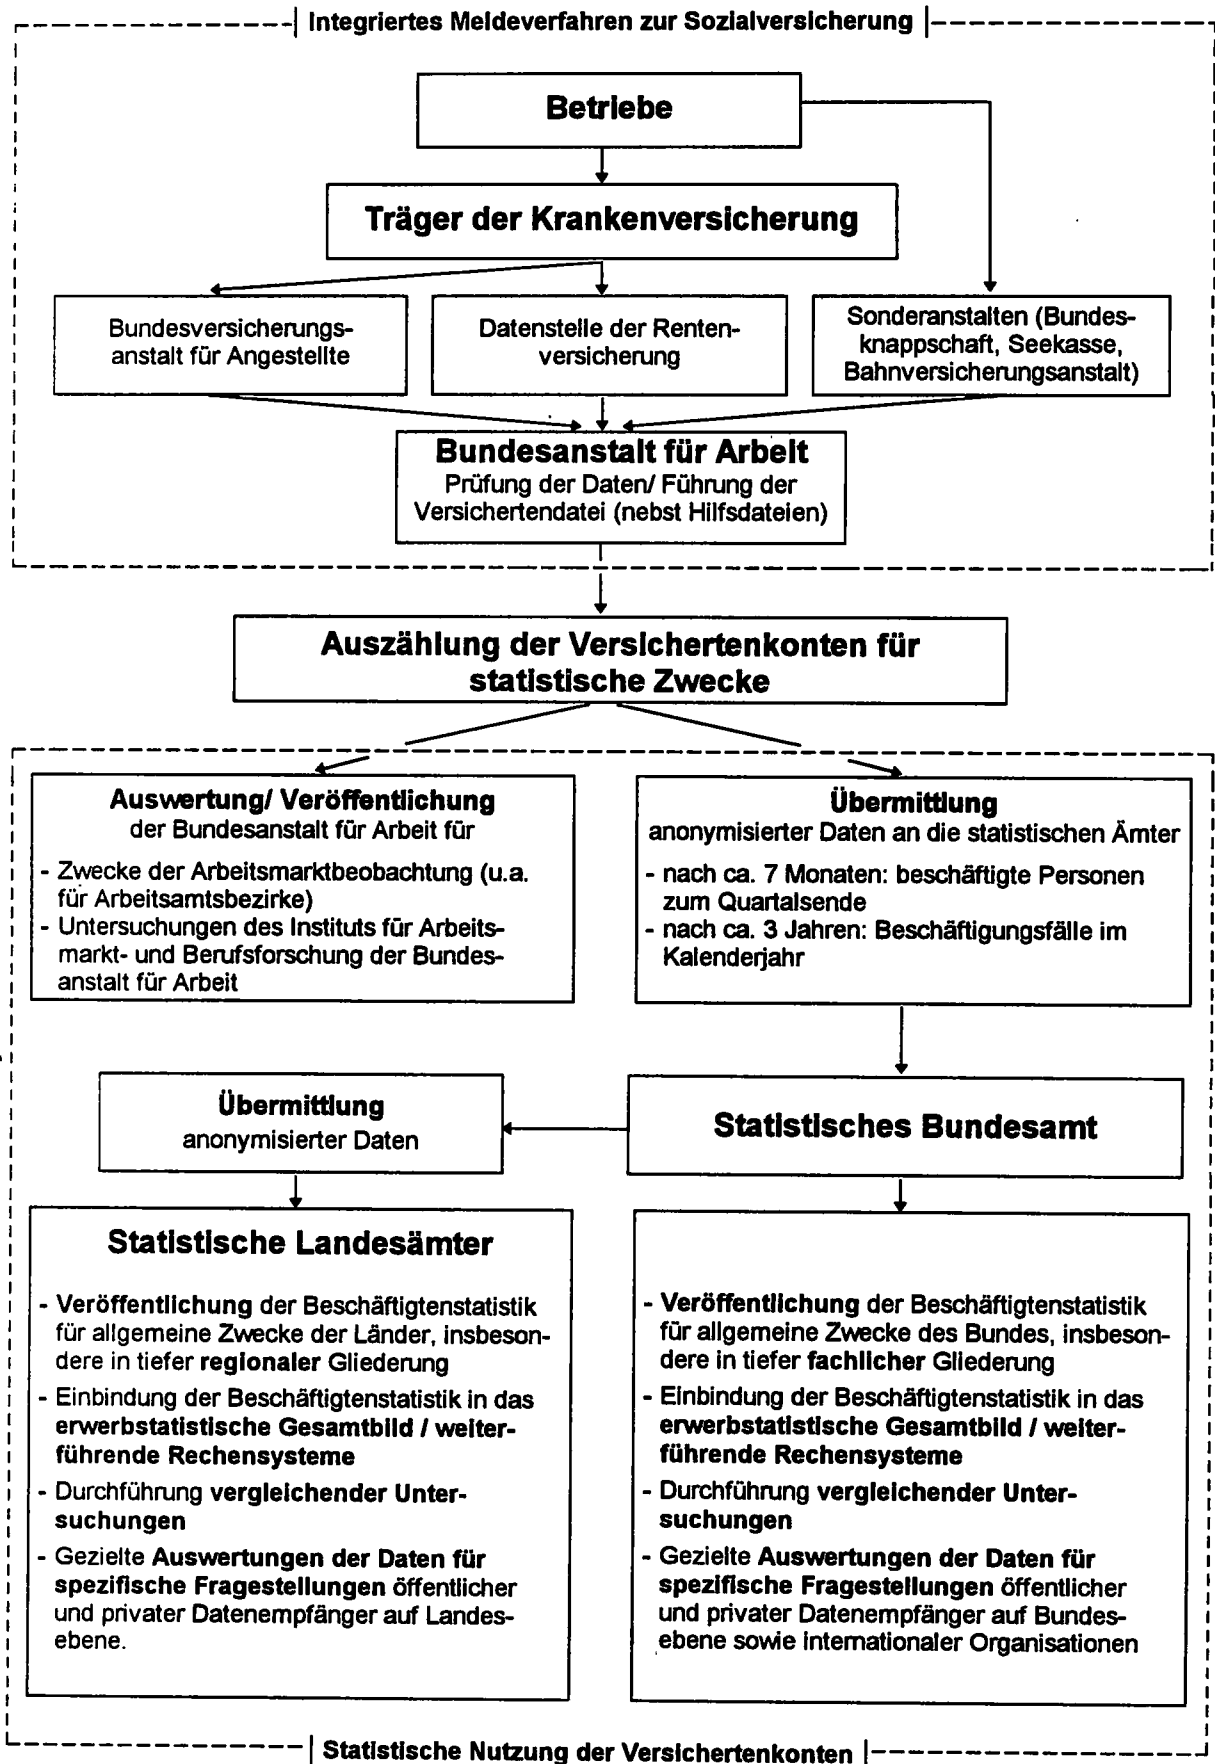 Integriertes Meldeverfahren zur Sozialversicherung
Betriebe
Träger der Krankenversicherung
Bundesversicherungs-
anstalt für Angestellte
Datenstelle der Renten-
versicherung
Sonderanstalten (Bundes-
knappschaft, Seekasse,
Bahnversicherungsanstalt)
Bundesanstalt für Arbeit
Prüfung der Daten/ Führung der
Versichertendatei (nebst Hilfsdateien)
Auszählung der Versichertenkonten für
statistische Zwecke
Auswertung/ Veröffentlichung
der Bundesanstalt für Arbeit für
- Zwecke der Arbeitsmarktbeobachtung (u.a.
für Arbeitsamtsbezirke)
- Untersuchungen des Instituts für Arbeits-
markt- und Berufsforschung der Bundes-
anstalt für Arbeit
Übermittlung
anonymisierter Daten an die statistischen Ämter
- nach ca. 7 Monaten: beschäftigte Personen
zum Quartalsende
- nach ca. 3 Jahren: Beschäftigungsfälle im
Kalenderjahr
Übermittlung
anonymisierter Daten
Statistisches Bundesamt
Statistische Landesämter
- Veröffentlichung der Beschäftigtenstatistik
für allgemeine Zwecke der Länder, insbeson-
dere in tiefer regionaler Gliederung
- Einbindung der Beschäftigtenstatistik in das
erwerbstatistische Gesamtbild / weiter-
führende Rechensysteme
- Durchführung vergleichender Unter-
suchungen
- Gezielte Auswertungen der Daten für
spezifische Fragestellungen öffentlicher
und privater Datenempfänger auf Landes-
ebene.
- Veröffentlichung der Beschäftigtenstatistik
für allgemeine Zwecke des Bundes, insbeson-
dere in tiefer fachlicher Gliederung
- Einbindung der Beschäftigtenstatistik in das
erwerbstatistische Gesamtbild / weiter-
führende Rechensysteme
- Durchführung vergleichender Unter-
suchungen
- Gezielte Auswertungen der Daten für
spezifische Fragestellungen öffentlicher
und privater Datenempfänger auf Bundes-
ebene sowie internationaler Organisationen
Statistische Nutzung der Versichertenkonten